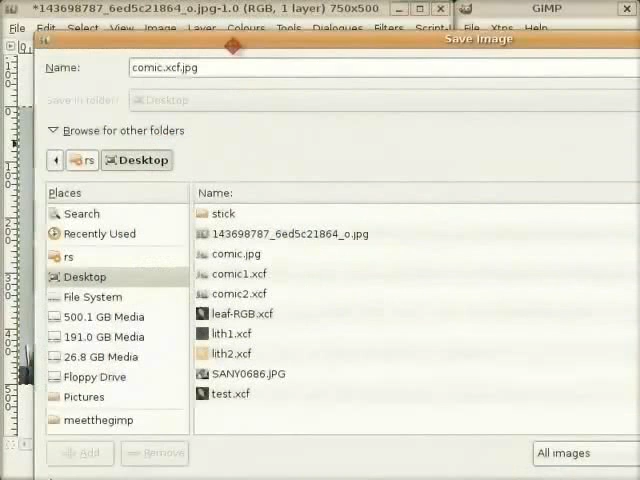 *143698787_6ed5c21864_o.jpg-1.0 (RGB, 1 layer) 750x500
GIMP
File Edit Image Layer Colours Tools Dialogues Filters Script-
File Xtns Help
Save Image
Name:
comic.xcf.jpg
Save in folder:
Desktop
Browse for other folders
rs
Desktop
Places
Name:
Search
stick
Recently Used
143698787_6ed5c21864_o.jpg
rs
comic.jpg
Desktop
comic1.xcf
File System
comic2.xcf
500.1 GB Media
leaf-RGB.xcf
191.0 GB Media
lith1.xcf
26.8 GB Media
lith2.xcf
Floppy Drive
SANY0686.JPG
Pictures
test.xcf
meetthegimp
Add
Remove
All images